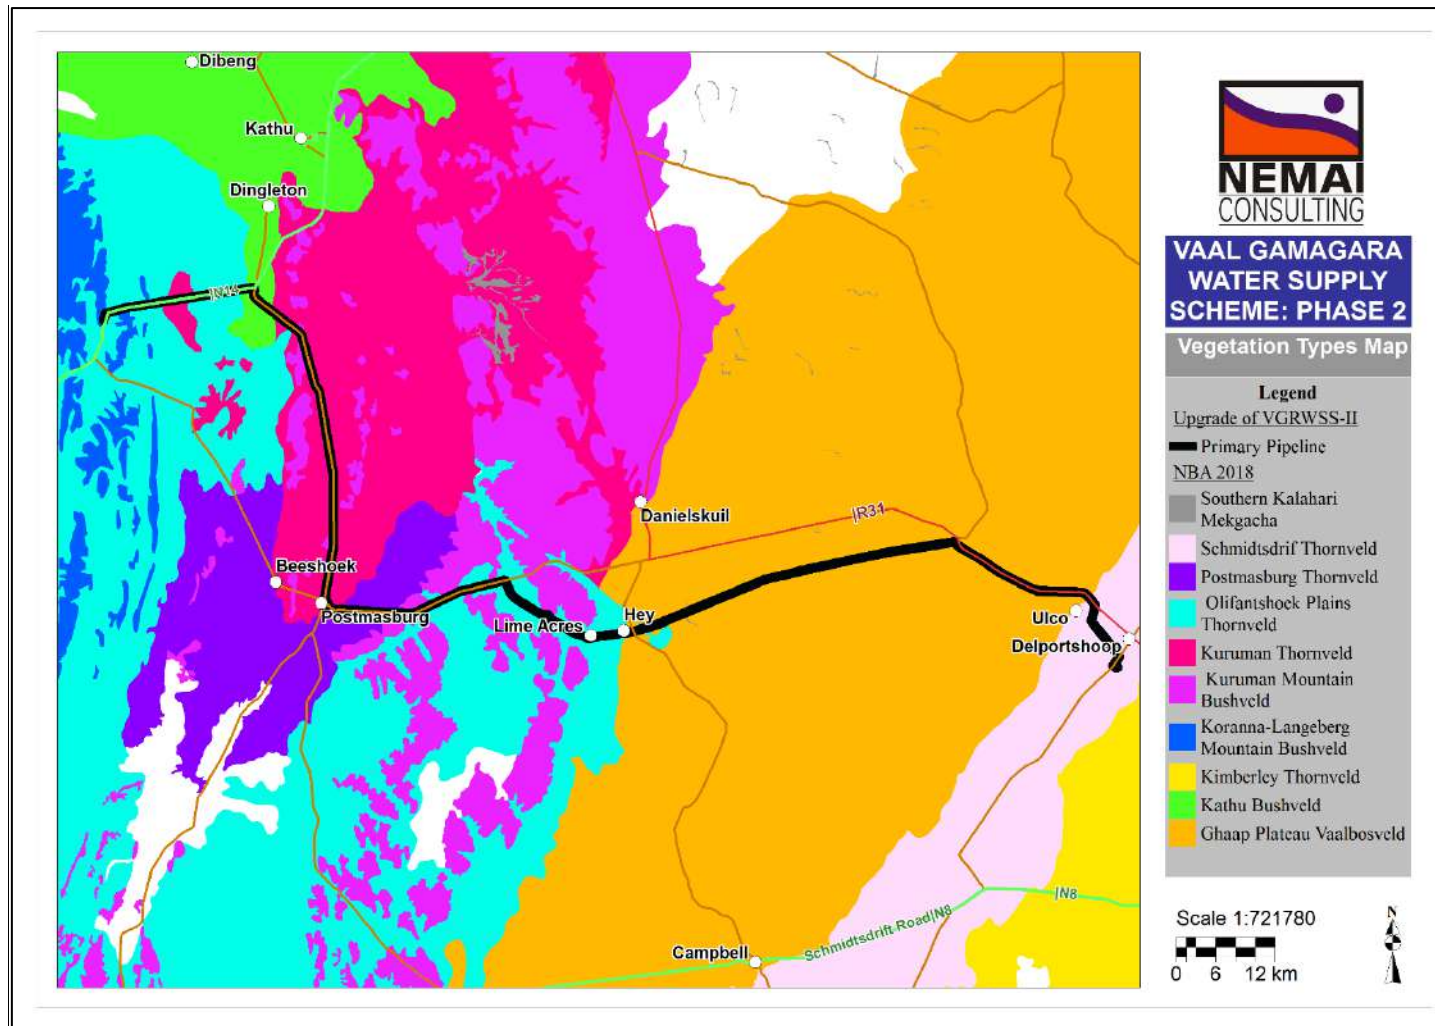 Dibeng
Kathu
Dingleton
|N14
Danielskuil
|R31
Beeshoek
Postmasburg
Hey
Lime Acres
Ulco
Delportshoop
|N8
Schmidtsdrift Road|N8
Campbell
NEMAI
CONSULTING
VAAL GAMAGARA
WATER SUPPLY
SCHEME: PHASE 2
Vegetation Types Map
Legend
Upgrade of VGRWSS-II
Primary Pipeline
NBA 2018
Southern Kalahari
Mekgacha
Schmidtsdrif Thornveld
Postmasburg Thornveld
Olifantshoek Plains
Thornveld
Kuruman Thornveld
Kuruman Mountain
Bushveld
Koranna-Langeberg
Mountain Bushveld
Kimberley Thornveld
Kathu Bushveld
Ghaap Plateau Vaalbosveld
Scale 1:721780
0 6 12 km
N